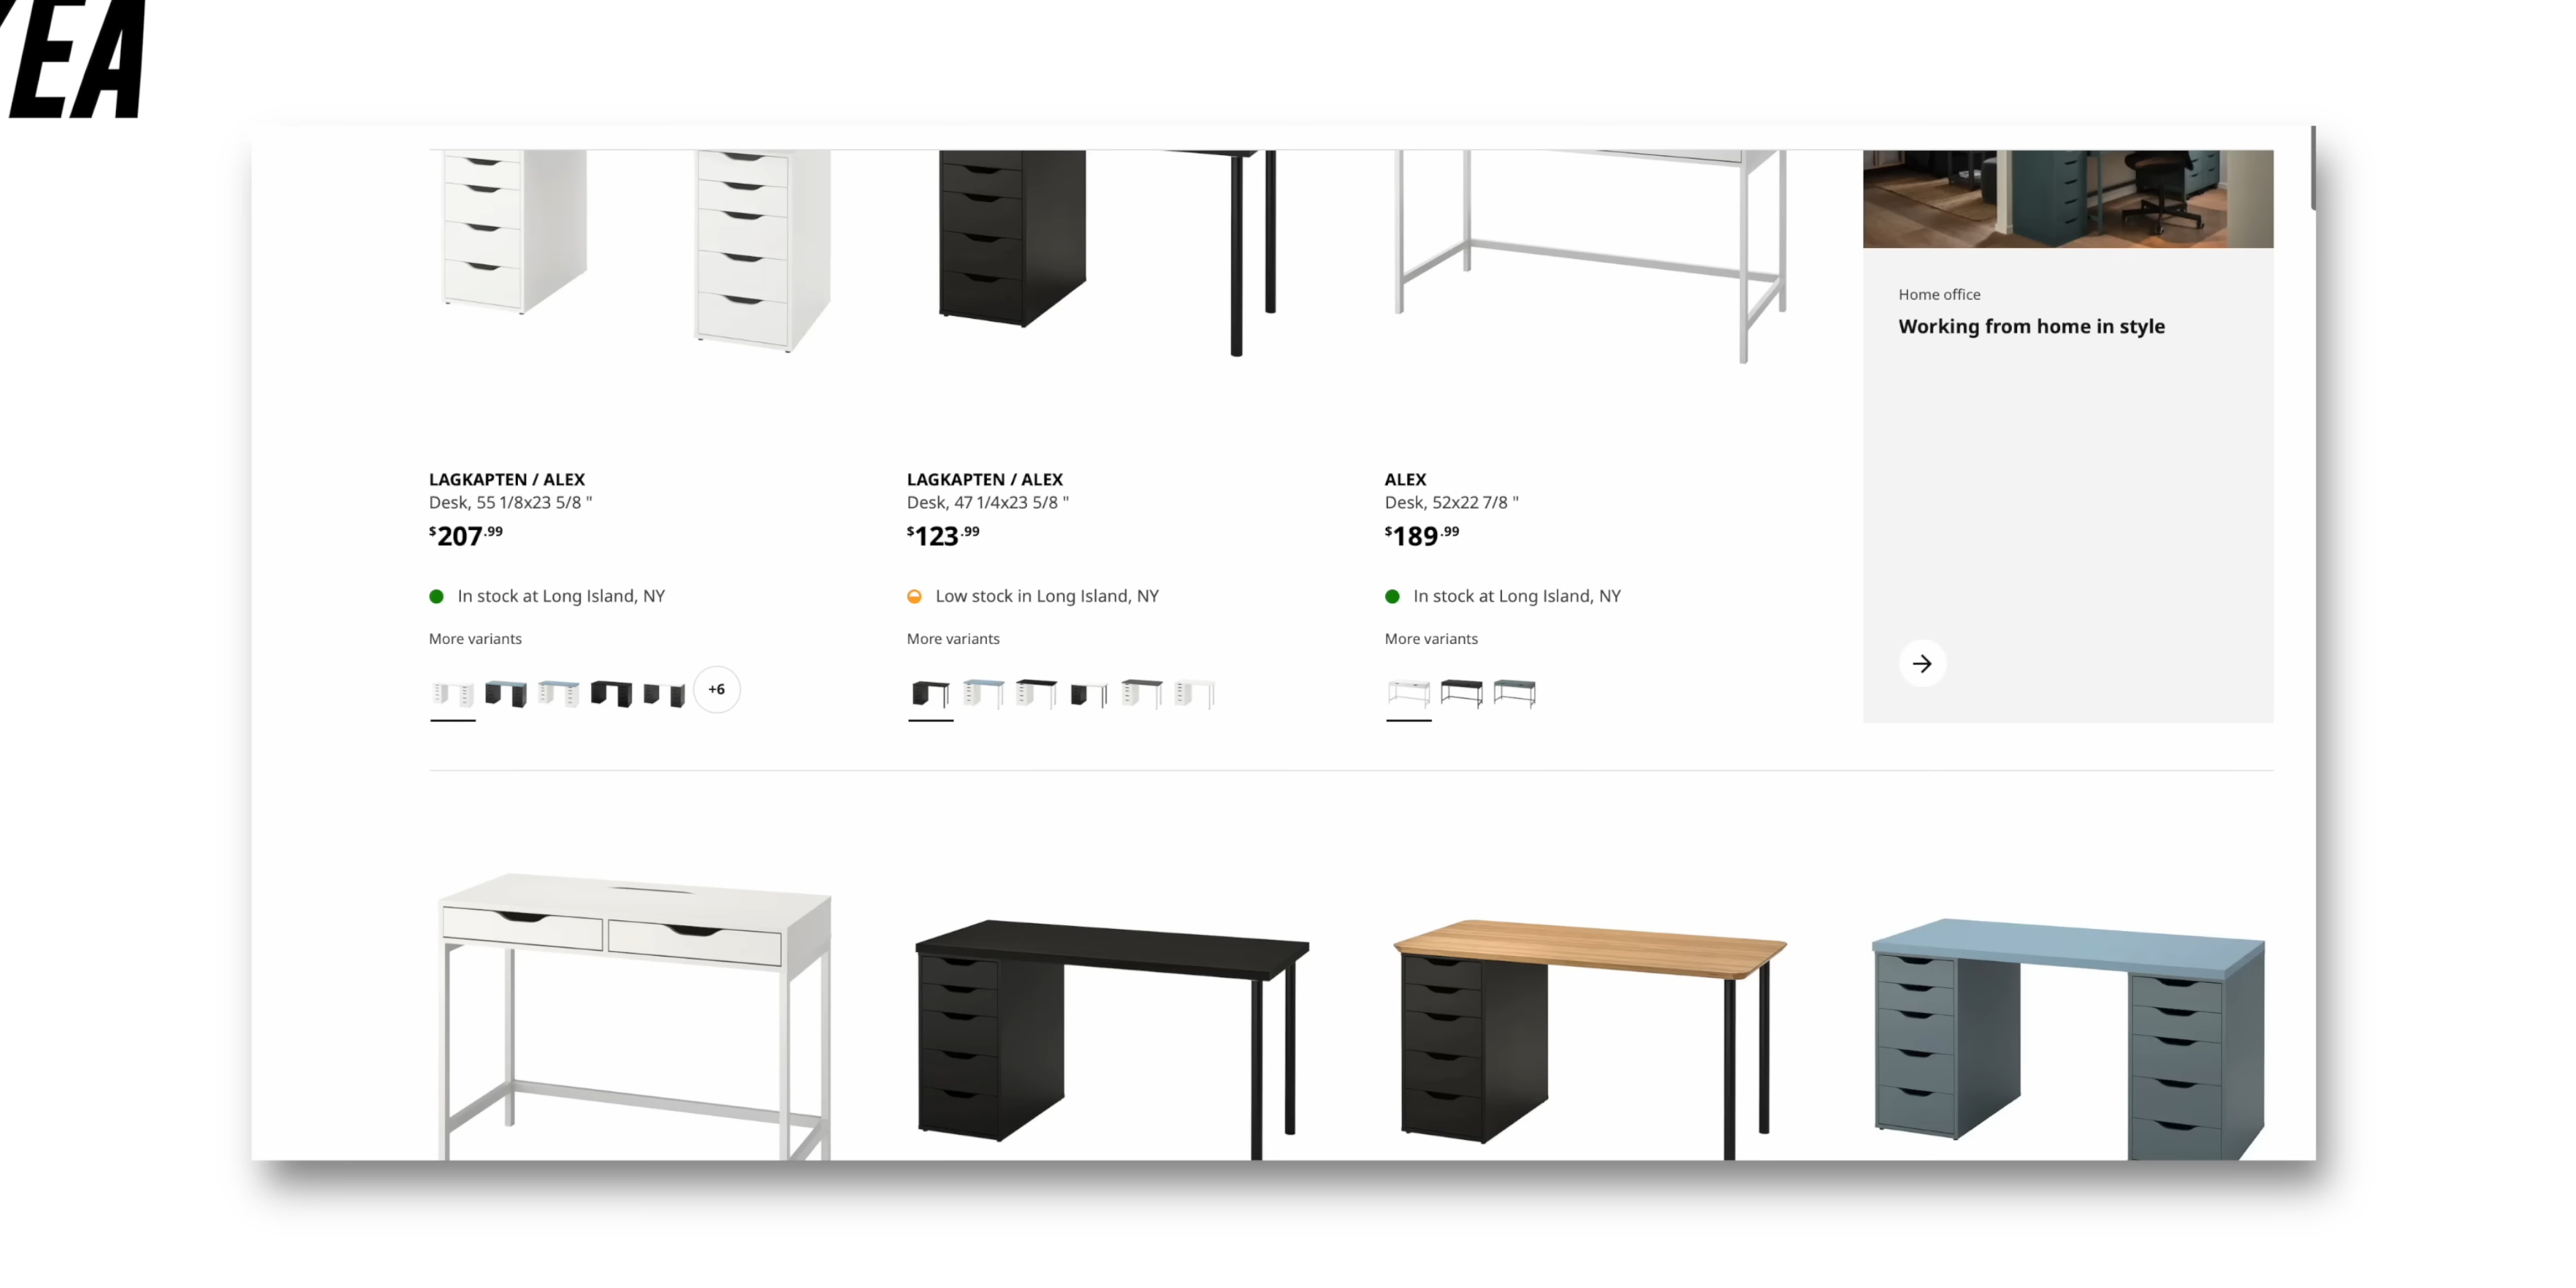 YEA
LAGKAPTEN / ALEX
Desk, 55 1/8x23 5/8 "
$207.99
In stock at Long Island, NY
More variants
+6
LAGKAPTEN / ALEX
Desk, 47 1/4x23 5/8 "
$123.99
Low stock in Long Island, NY
More variants
ALEX
Desk, 52x22 7/8 "
$189.99
In stock at Long Island, NY
More variants
Home office
Working from home in style